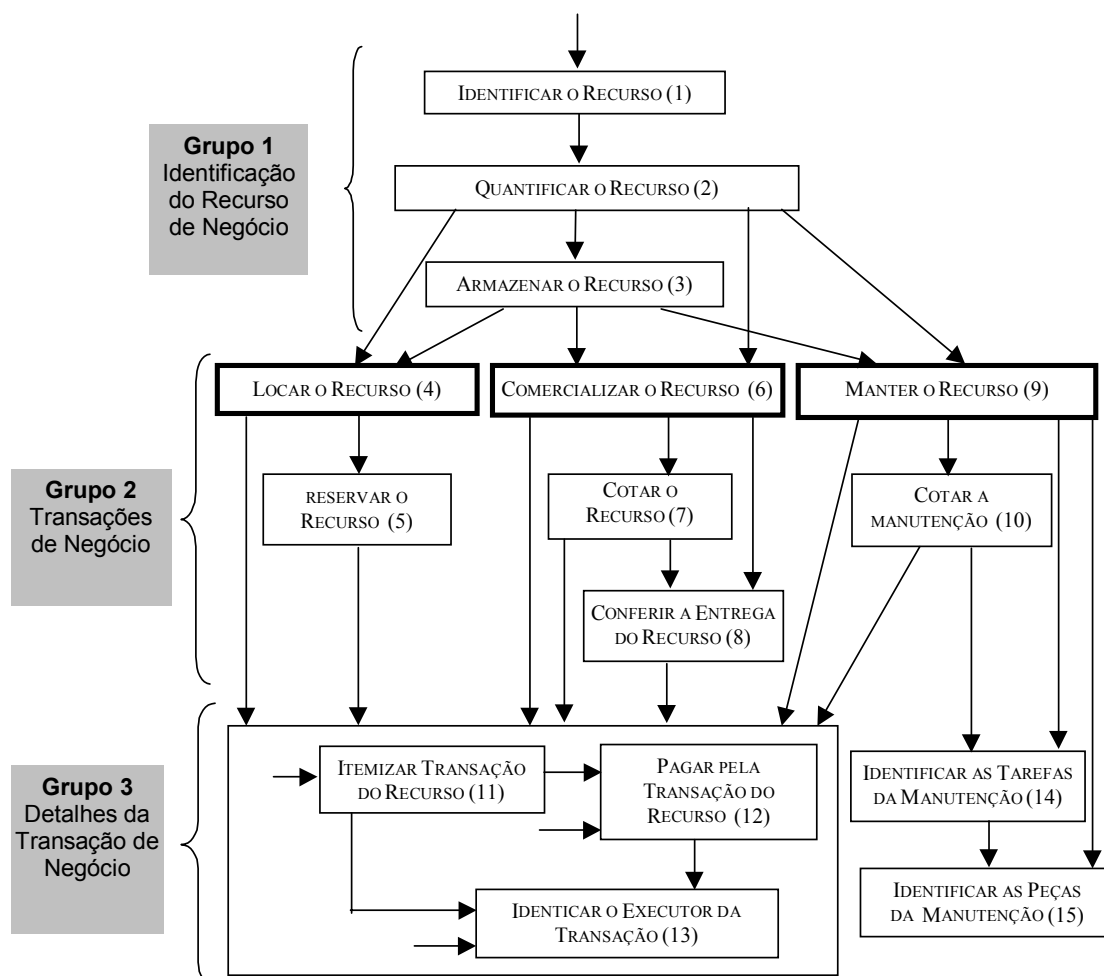 IDENTIFICAR O RECURSO (1)
Grupo 1
Identificação
do Recurso
de Negócio
QUANTIFICAR O RECURSO (2)
ARMAZENAR O RECURSO (3)
LOCAR O RECURSO (4)
COMERCIALIZAR O RECURSO (6)
MANTER O RECURSO (9)
Grupo 2
Transações
de Negócio
RESERVAR O
RECURSO (5)
COTAR O
RECURSO (7)
COTAR A
MANUTENÇÃO (10)
CONFERIR A ENTREGA
DO RECURSO (8)
Grupo 3
Detalhes da
Transação de
Negócio
ITEMIZAR TRANSAÇÃO
DO RECURSO (11)
PAGAR PELA
TRANSAÇÃO DO
RECURSO (12)
IDENTIFICAR AS TAREFAS
DA MANUTENÇÃO (14)
IDENTICAR O EXECUTOR DA
TRANSAÇÃO (13)
IDENTIFICAR AS PEÇAS
DA MANUTENÇÃO (15)